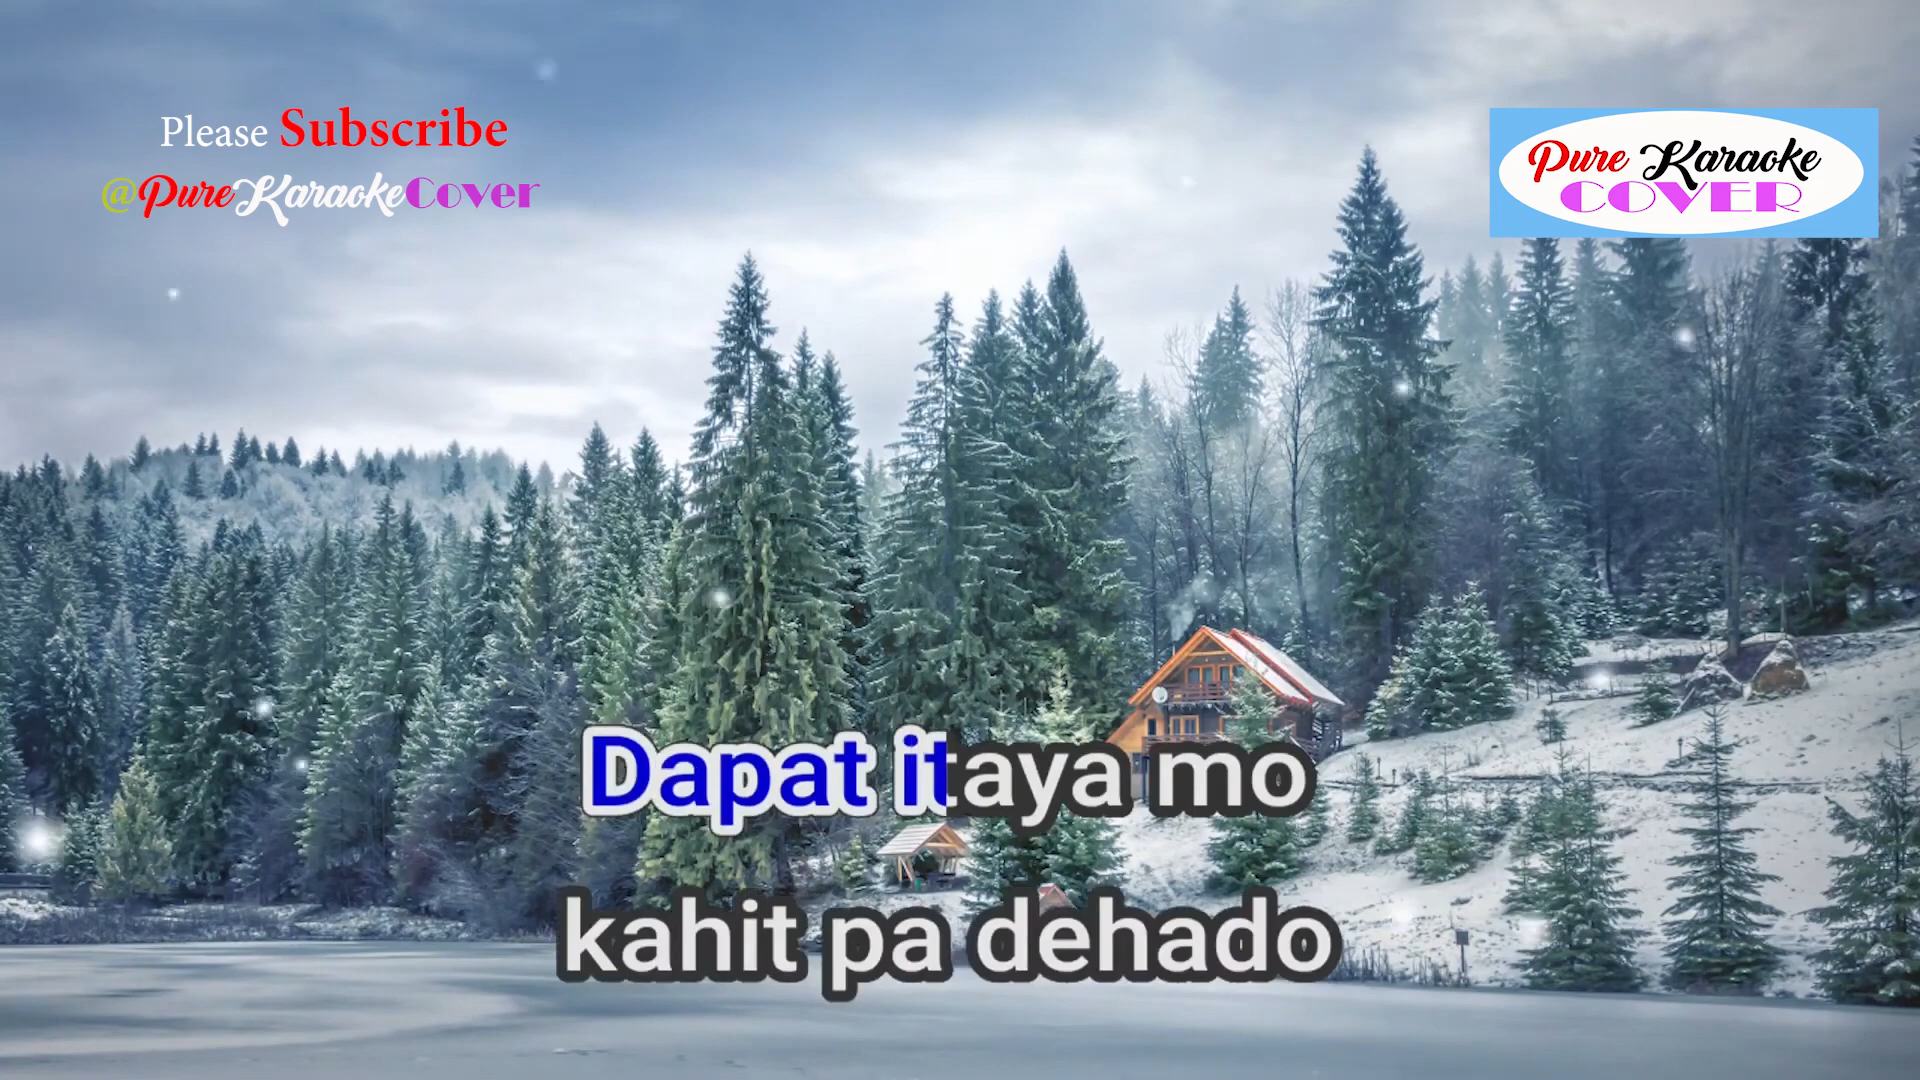 Please Subscribe
@PureKaraokeCover
Pure Karaoke
COVER
Dapat itaya mo
kahit pa dehado